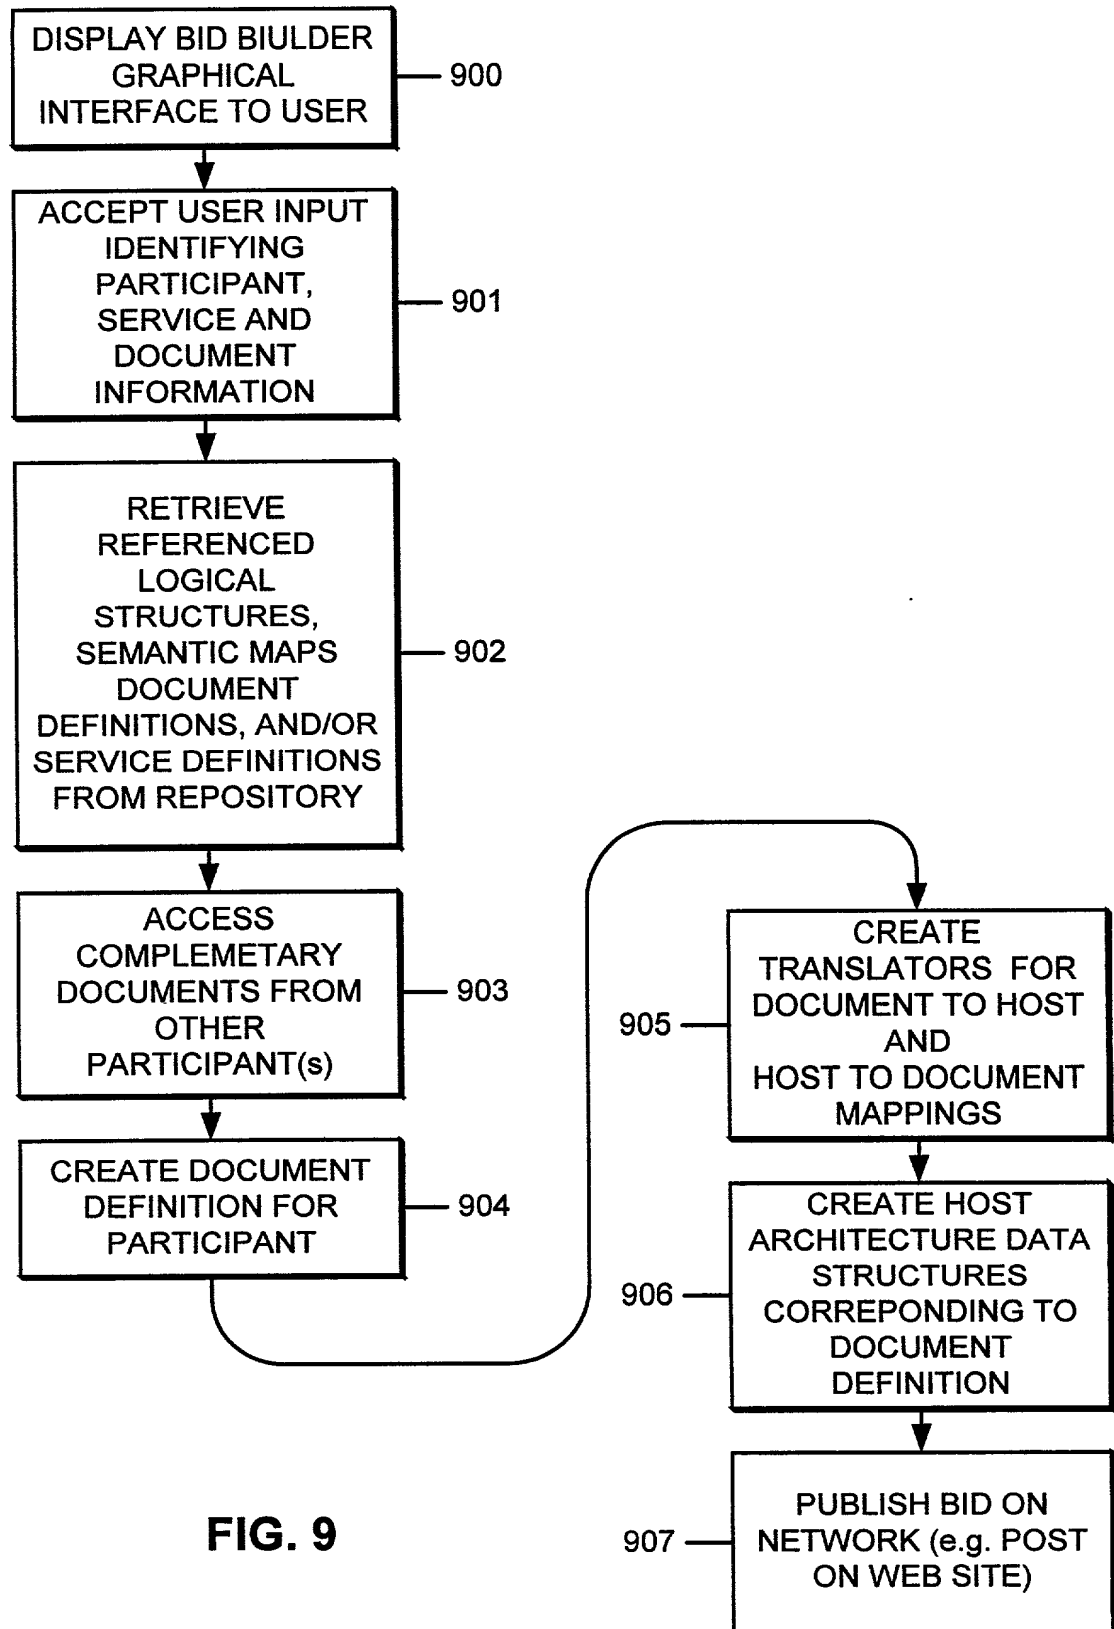 DISPLAY BID BIULDER
GRAPHICAL
INTERFACE TO USER
900
ACCEPT USER INPUT
IDENTIFYING
PARTICIPANT,
SERVICE AND
DOCUMENT
INFORMATION
901
RETRIEVE
REFERENCED
LOGICAL
STRUCTURES,
SEMANTIC MAPS
DOCUMENT
DEFINITIONS, AND/OR
SERVICE DEFINITIONS
FROM REPOSITORY
902
ACCESS
COMPLEMETARY
DOCUMENTS FROM
OTHER
PARTICIPANT(s)
903
CREATE DOCUMENT
DEFINITION FOR
PARTICIPANT
904
CREATE
TRANSLATORS FOR
DOCUMENT TO HOST
AND
HOST TO DOCUMENT
MAPPINGS
905
CREATE HOST
ARCHITECTURE DATA
STRUCTURES
CORREPONDING TO
DOCUMENT
DEFINITION
906
PUBLISH BID ON
NETWORK (e.g. POST
ON WEB SITE)
907
FIG. 9